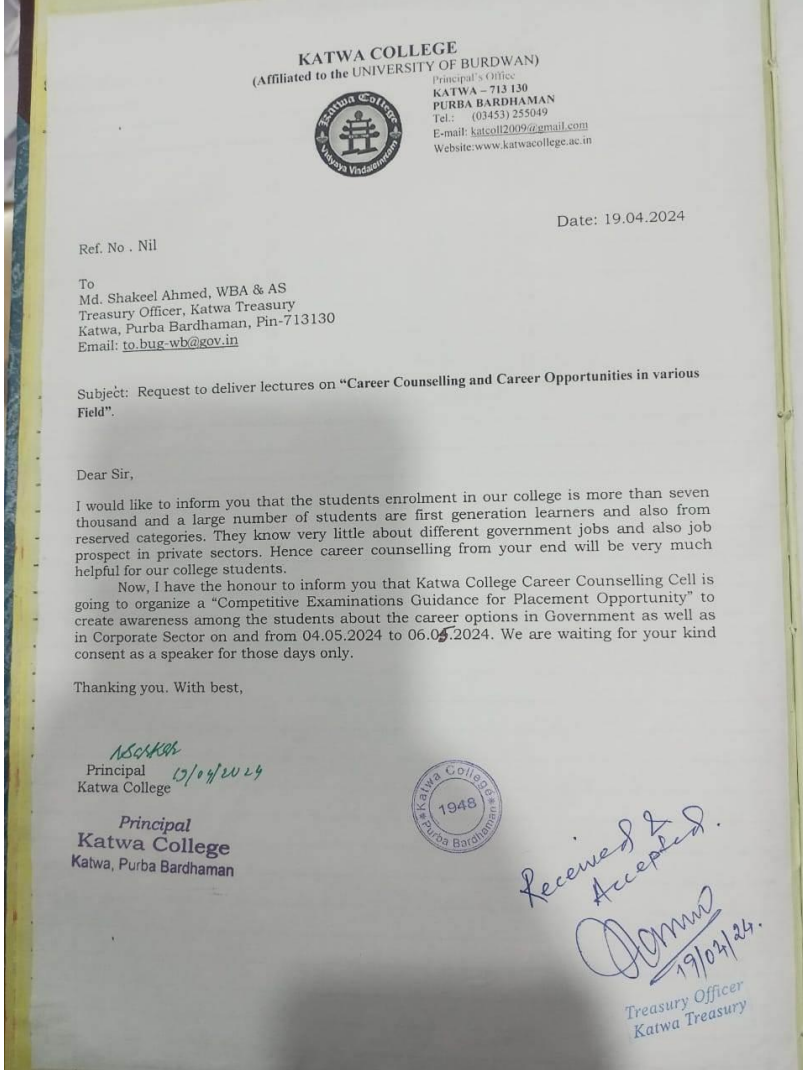 KATWA COLLEGE
(Affiliated to the UNIVERSITY OF BURDWAN)
Principal's Office
KATWA – 713 130
PURBA BARDHAMAN
Tel.: (03453) 255049
E-mail: katcoll2009@gmail.com
Website:www.katwacollege.ac.in
Katwa College
Vidyaya
Date: 19.04.2024
Ref. No . Nil
To
Md. Shakeel Ahmed, WBA & AS
Treasury Officer, Katwa Treasury
Katwa, Purba Bardhaman, Pin-713130
Email: to.bug-wb@gov.in
Subject: Request to deliver lectures on “Career Counselling and Career Opportunities in various
Field”.
Dear Sir,
I would like to inform you that the students enrolment in our college is more than seven
thousand and a large number of students are first generation learners and also from
reserved categories. They know very little about different government jobs and also job
prospect in private sectors. Hence career counselling from your end will be very much
helpful for our college students.
Now, I have the honour to inform you that Katwa College Career Counselling Cell is
going to organize a “Competitive Examinations Guidance for Placement Opportunity” to
create awareness among the students about the career options in Government as well as
in Corporate Sector on and from 04.05.2024 to 06.05.2024. We are waiting for your kind
consent as a speaker for those days only.
Thanking you. With best,
Principal 19/04/2024
Katwa College
Principal
Katwa College
Katwa, Purba Bardhaman
Katwa College
1948
Purba Bardhaman
Received &
Accepted.
19/04/24.
Treasury Officer
Katwa Treasury